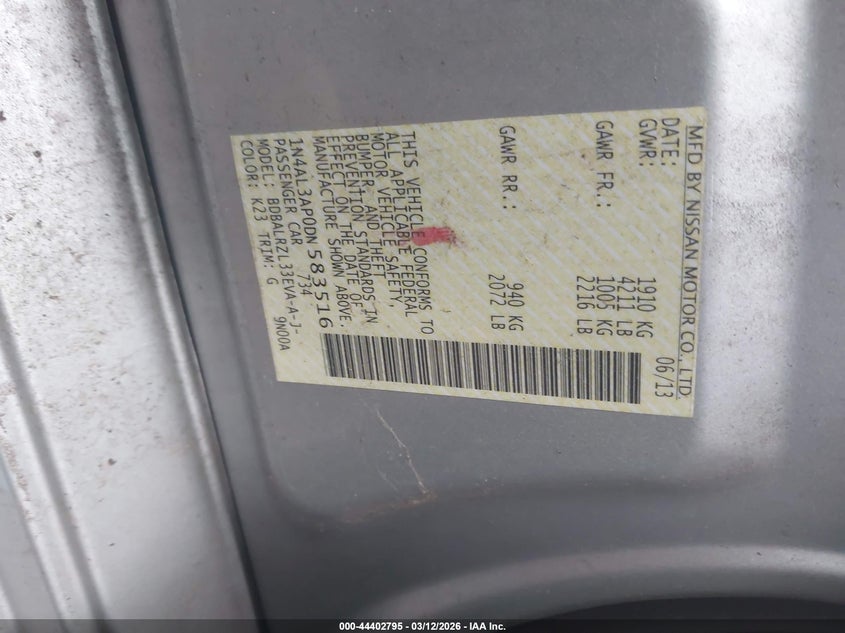 MFD BY NISSAN MOTOR CO., LTD.
DATE: 06/13
GVWR: 1910 KG
4211 LB
GAWR FR.: 1005 KG
2216 LB
GAWR RR.: 940 KG
2072 LB
THIS VEHICLE CONFORMS TO
ALL APPLICABLE FEDERAL
MOTOR VEHICLE SAFETY,
BUMPER, AND THEFT
PREVENTION STANDARDS IN
EFFECT ON THE DATE OF
MANUFACTURE SHOWN ABOVE.
1N4AL3AP0DN583516
PASSENGER CAR 734
MODEL: BDBALRZL33EVA-A-J-
COLOR: K23 TRIM: G 9N00A
000-44402795 - 03/12/2026 - IAA Inc.